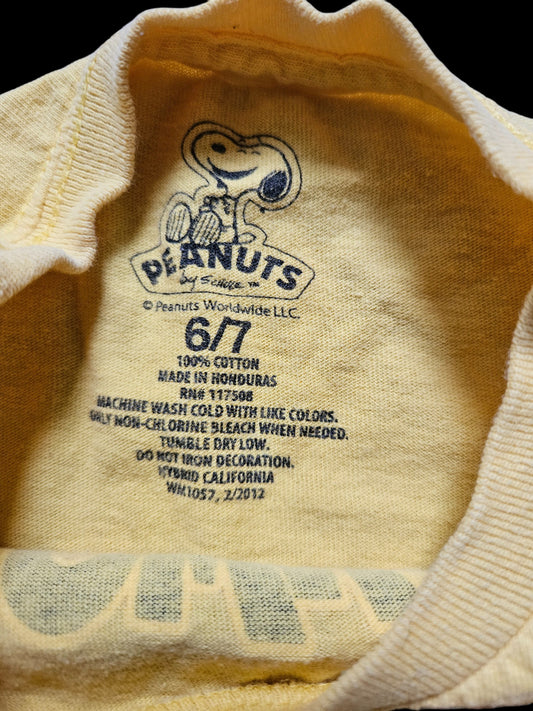 PEANUTS
by SCHULZ ™
© Peanuts Worldwide LLC.
6/7
100% COTTON
MADE IN HONDURAS
RN# 117508
MACHINE WASH COLD WITH LIKE COLORS.
ONLY NON-CHLORINE BLEACH WHEN NEEDED.
TUMBLE DRY LOW.
DO NOT IRON DECORATION.
HYBRID CALIFORNIA
WM1057, 2/2012